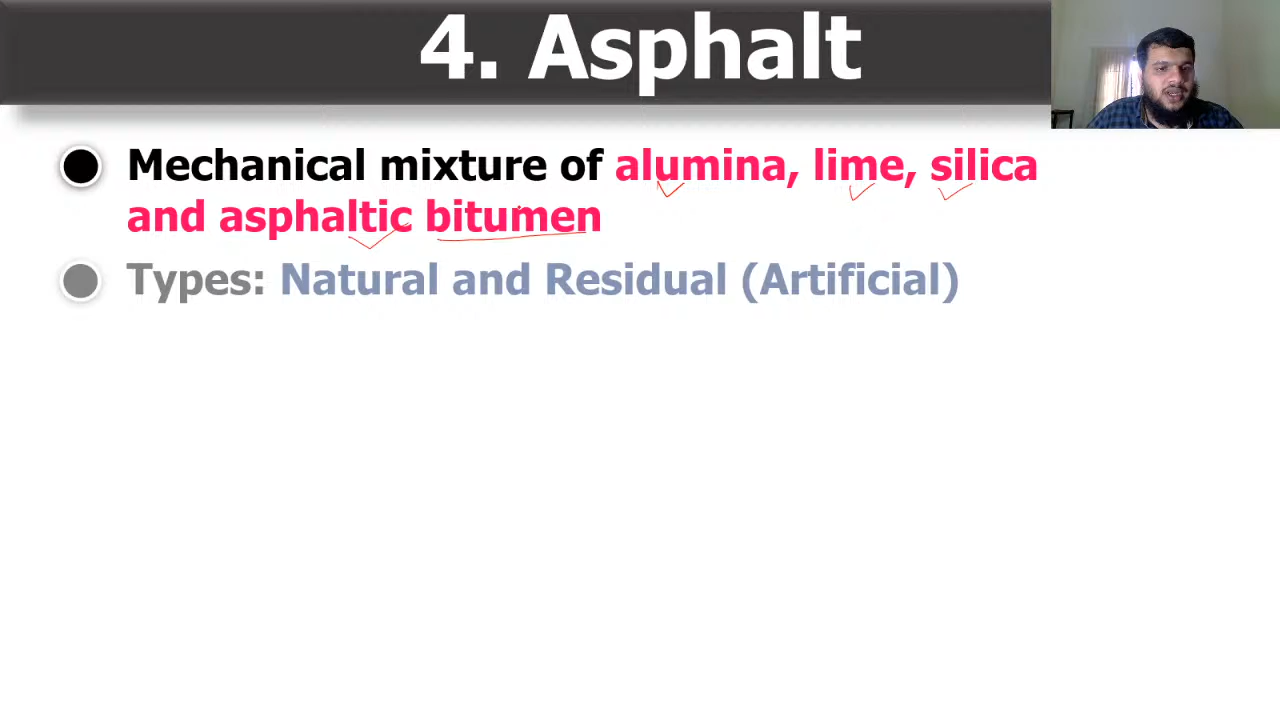 4. Asphalt
Mechanical mixture of alumina, lime, silica
and asphaltic bitumen
Types: Natural and Residual (Artificial)